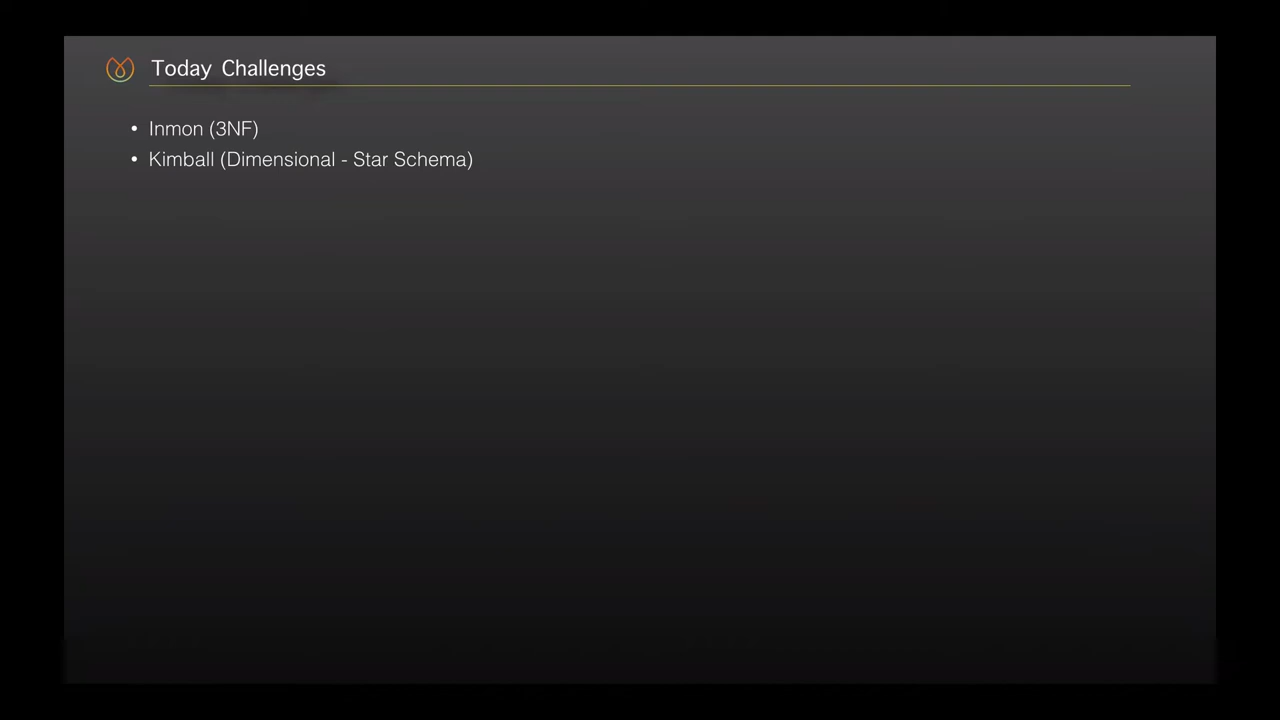 Today Challenges
• Inmon (3NF)
• Kimball (Dimensional - Star Schema)